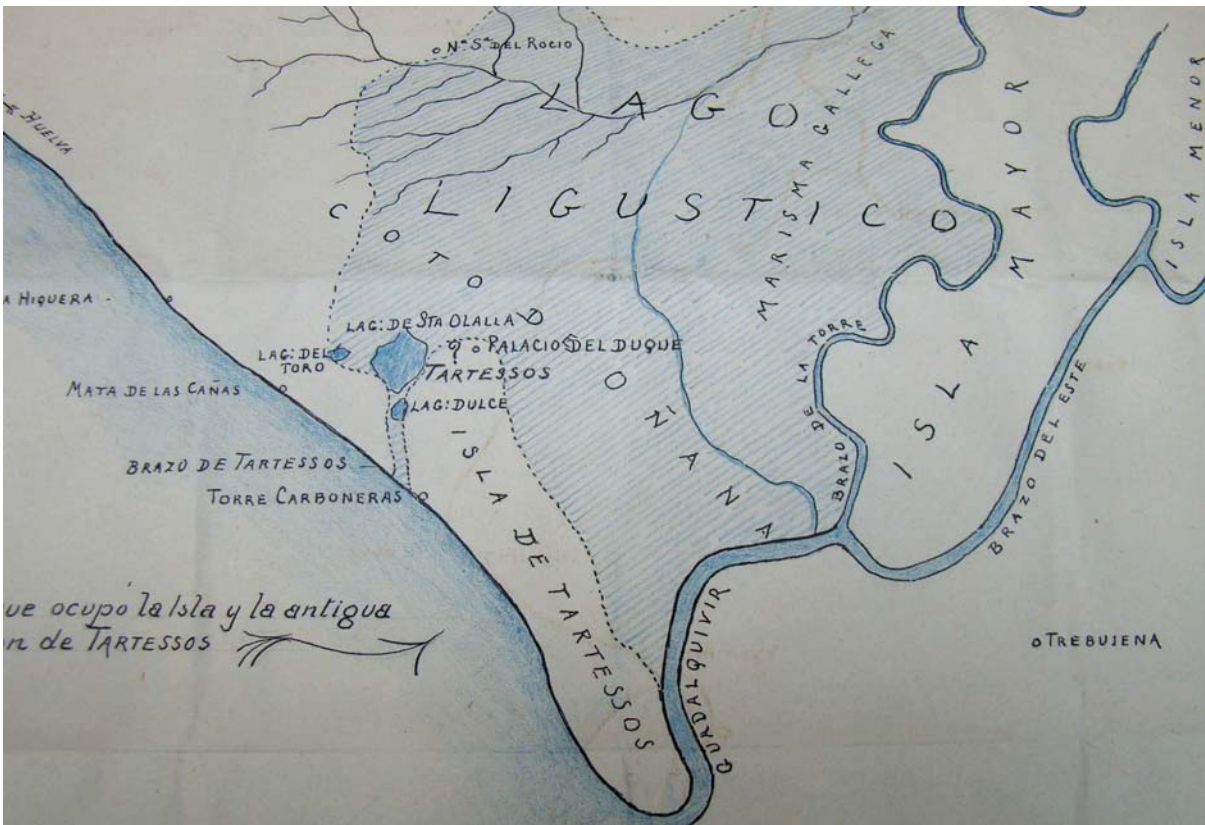 Nª Sª DEL ROCIO
HUELVA
LAGO
LIGUSTICO
MARISMA GALLEGA
ISLA MAYOR
ISLA MENOR
COTO
DOÑANA
A HIQUERA
LAG: DE STA OLALLA
LAG: DEL
TORO
PALACIO DEL DUQUE
TARTESSOS
MATA DE LAS CAÑAS
LAG: DULCE
BRAZO DE TARTESSOS
TORRE CARBONERAS
ISLA DE TARTESSOS
BRAZO DE LA TORRE
BRAZO DEL ESTE
GUADALQUIVIR
TREBUJENA
ue ocupó la Isla y la antigua
n de TARTESSOS